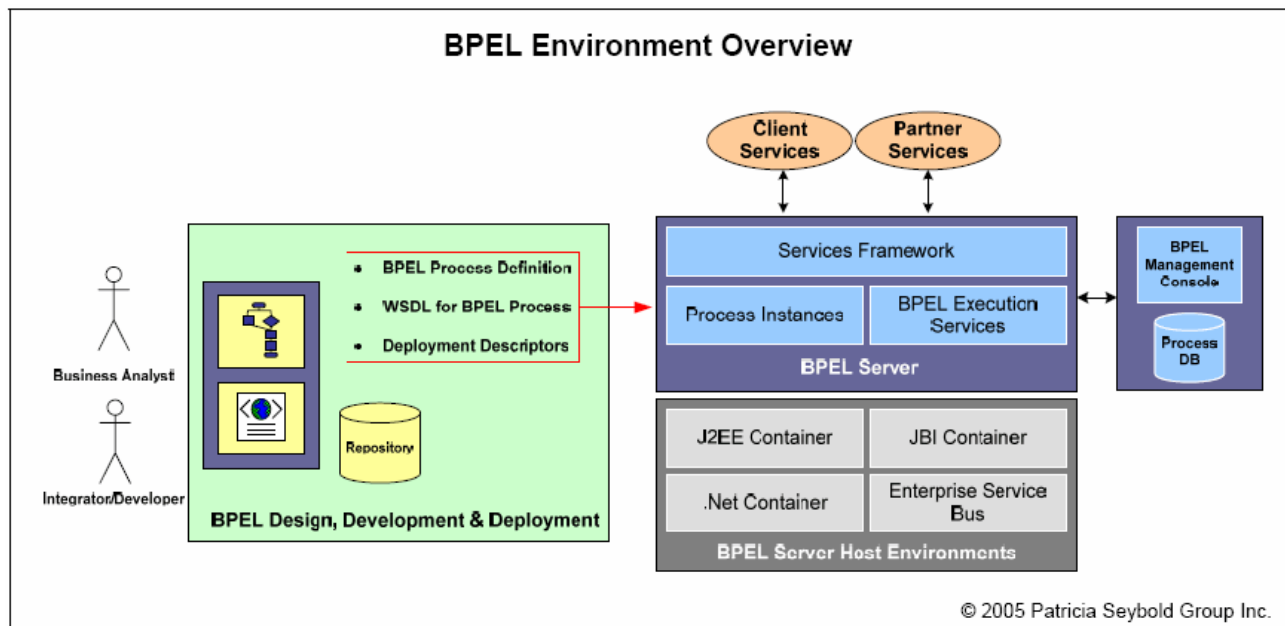 BPEL Environment Overview
Client
Services
Partner
Services
• BPEL Process Definition
• WSDL for BPEL Process
• Deployment Descriptors
Business Analyst
Integrator/Developer
Repository
BPEL Design, Development & Deployment
Services Framework
Process Instances
BPEL Execution
Services
BPEL Server
BPEL
Management
Console
Process
DB
J2EE Container
JBI Container
.Net Container
Enterprise Service
Bus
BPEL Server Host Environments
© 2005 Patricia Seybold Group Inc.